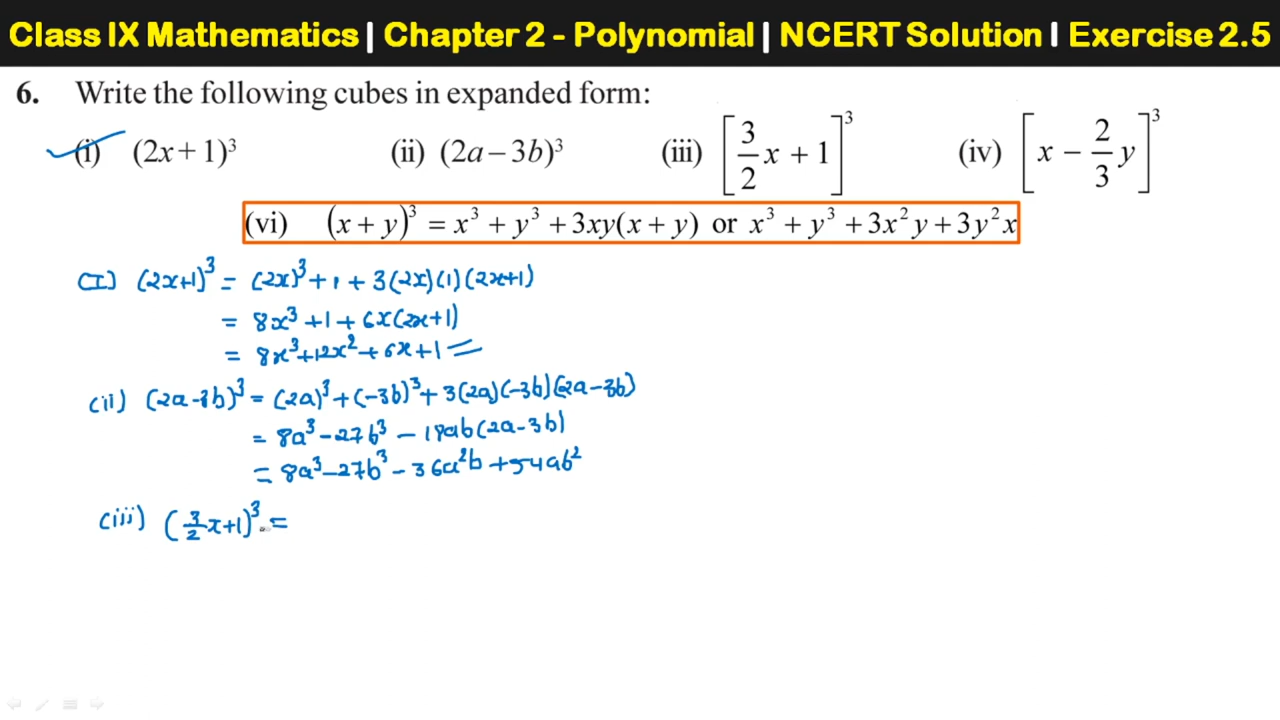 Class IX Mathematics | Chapter 2 - Polynomial | NCERT Solution | Exercise 2.5
6. Write the following cubes in expanded form:
(i) (2x + 1)³ (ii) (2a – 3b)³ (iii) [3/2 x + 1]³ (iv) [x – 2/3 y]³
(vi) (x + y)³ = x³ + y³ + 3xy(x + y) or x³ + y³ + 3x²y + 3y²x
(I) (2x+1)³ = (2x)³ + 1 + 3(2x)(1)(2x+1)
= 8x³ + 1 + 6x(2x+1)
= 8x³ + 12x² + 6x + 1
(ii) (2a-3b)³ = (2a)³ + (-3b)³ + 3(2a)(-3b)(2a-3b)
= 8a³ - 27b³ - 18ab(2a-3b)
= 8a³ - 27b³ - 36a²b + 54ab²
(iii) (3/2 x+1)³ =